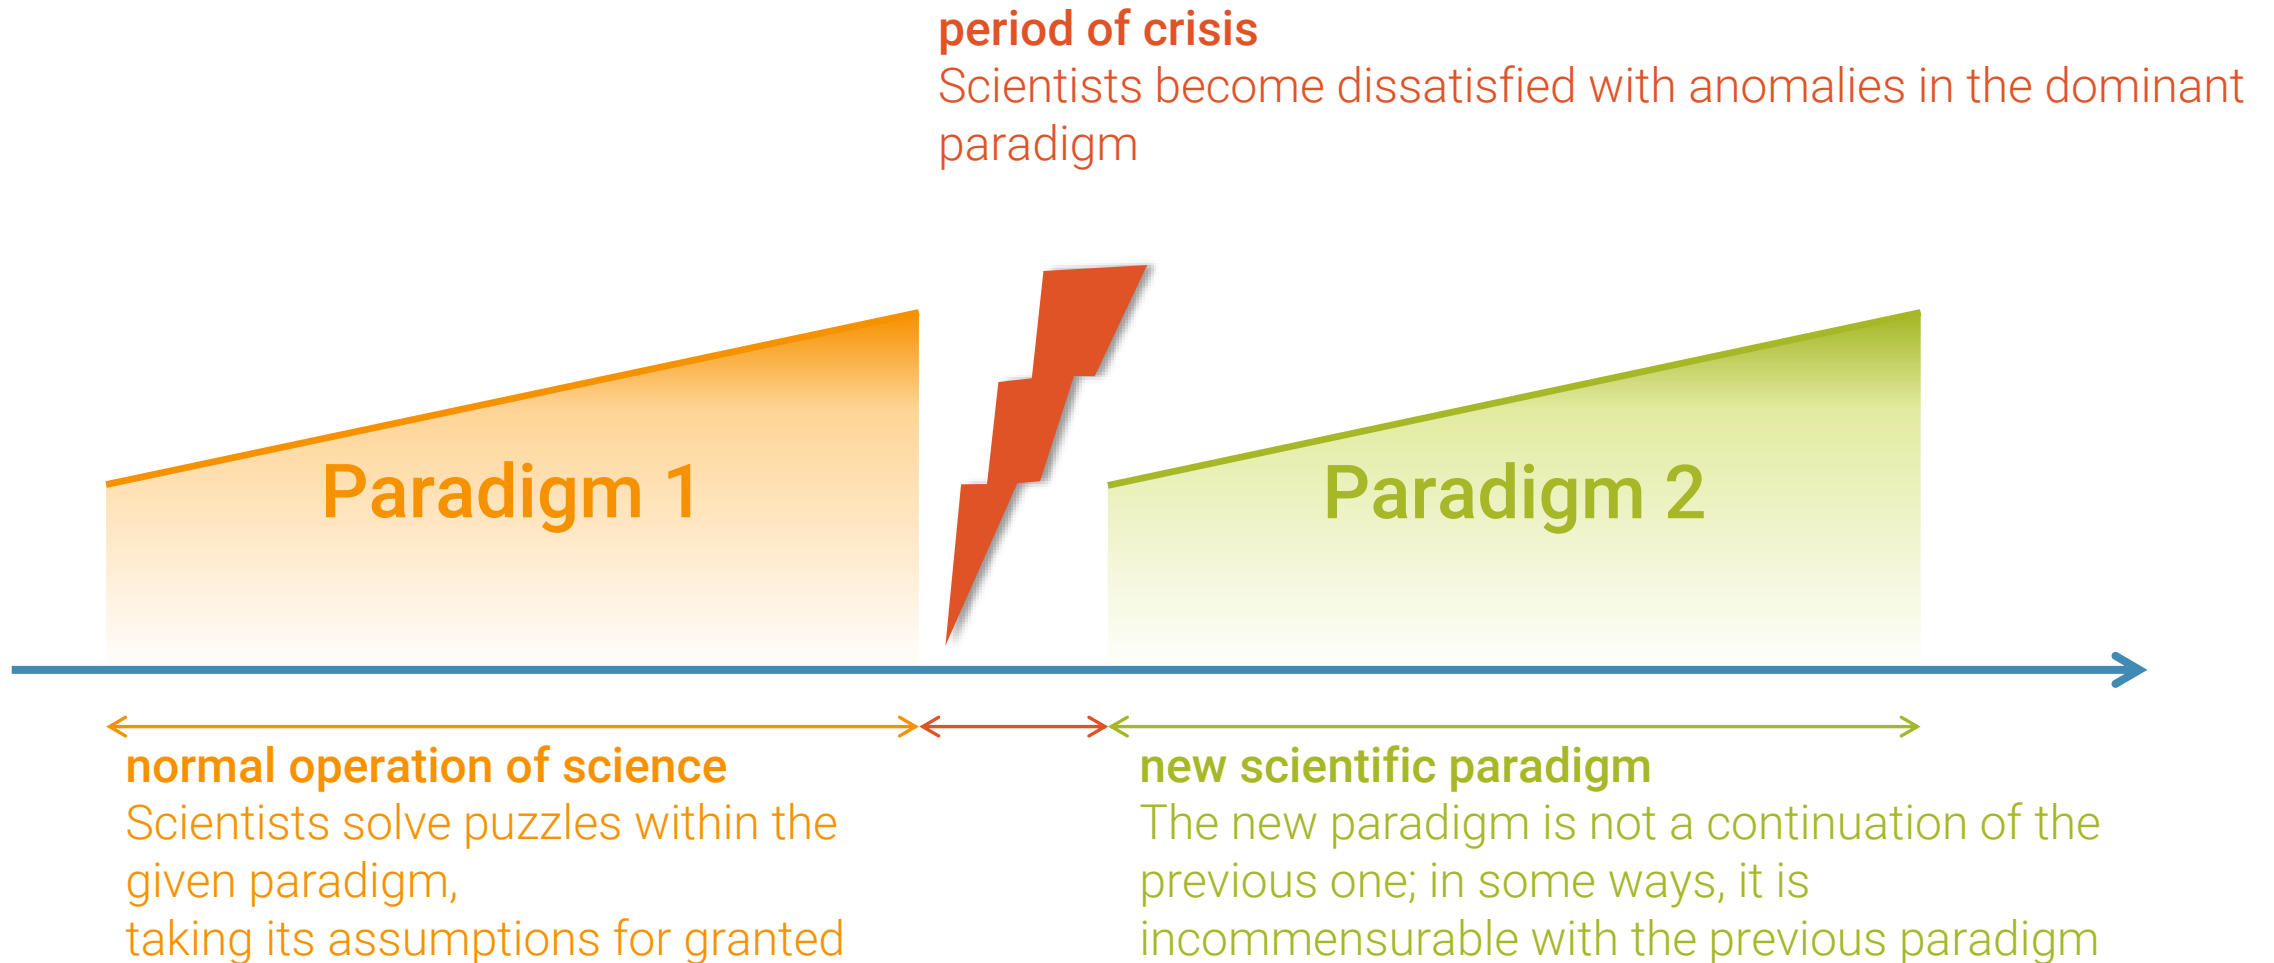 period of crisis
Scientists become dissatisfied with anomalies in the dominant
paradigm
Paradigm 1
Paradigm 2
normal operation of science
Scientists solve puzzles within the
given paradigm,
taking its assumptions for granted
new scientific paradigm
The new paradigm is not a continuation of the
previous one; in some ways, it is
incommensurable with the previous paradigm